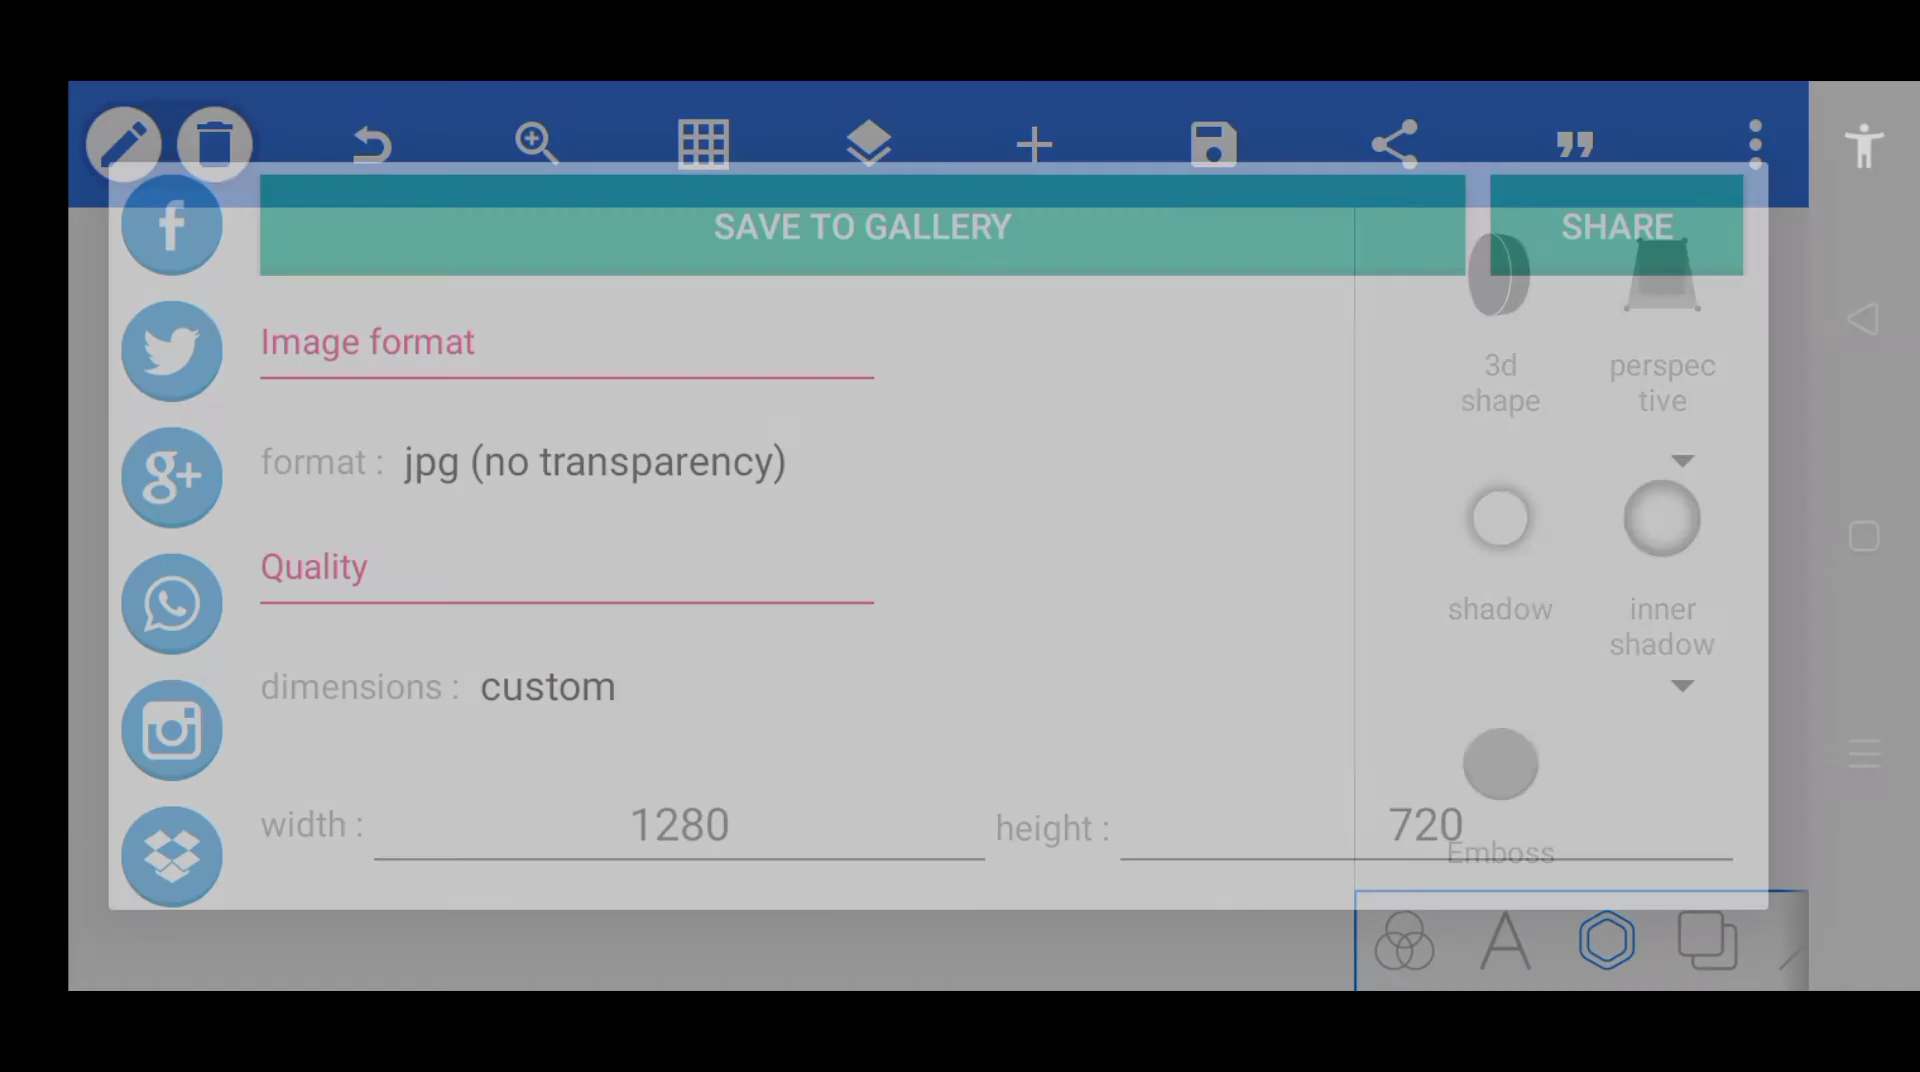 SAVE TO GALLERY
SHARE
Image format
format : jpg (no transparency)
Quality
dimensions : custom
width : 1280
height : 720
3d
shape
perspec
tive
shadow
inner
shadow
Emboss